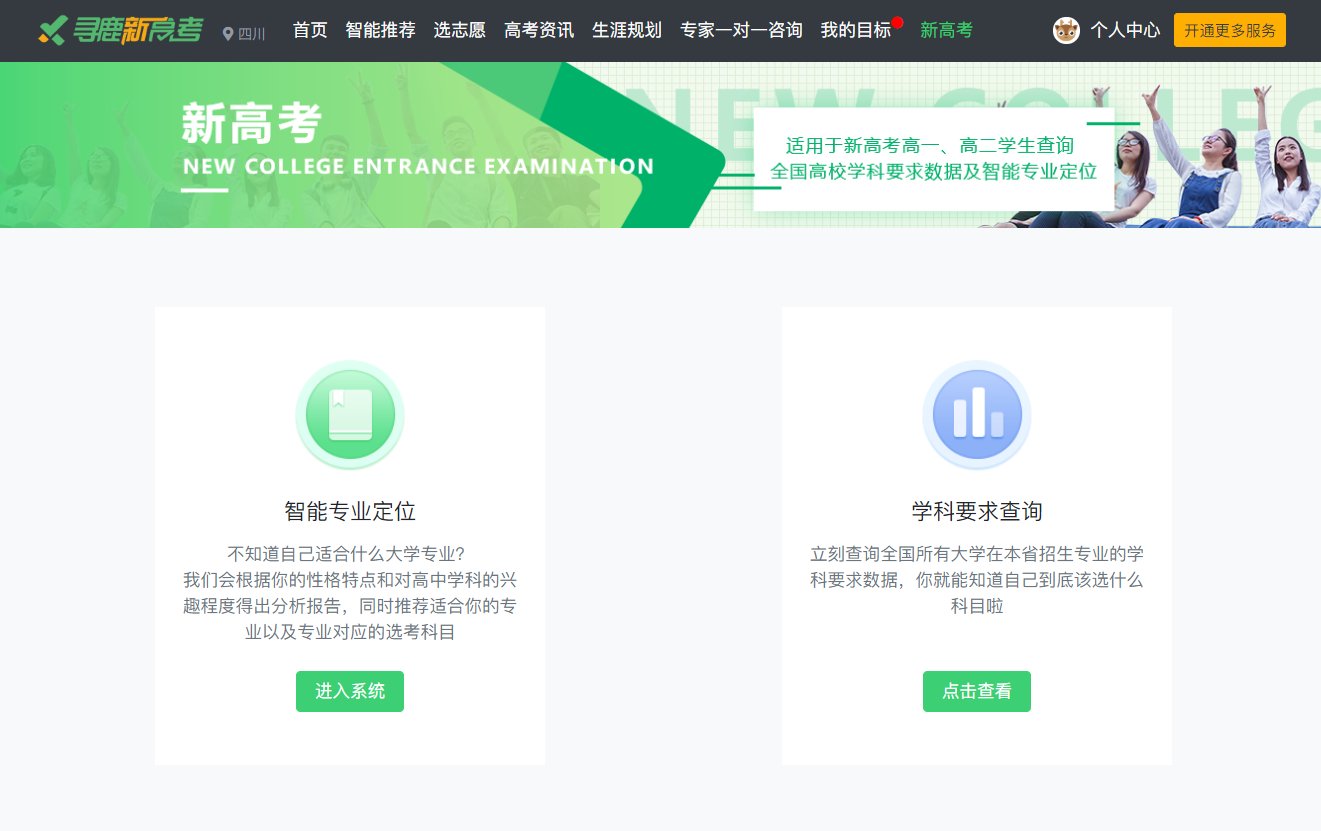 寻鹿新高考
四川
首页 智能推荐 选志愿 高考资讯 生涯规划 专家一对一咨询 我的目标 新高考
个人中心
开通更多服务
新高考
NEW COLLEGE ENTRANCE EXAMINATION
NEW COLLEGE
适用于新高考高一、高二学生查询
全国高校学科要求数据及智能专业定位
智能专业定位
不知道自己适合什么大学专业?
我们会根据你的性格特点和对高中学科的兴
趣程度得出分析报告，同时推荐适合你的专
业以及专业对应的选考科目
进入系统
学科要求查询
立刻查询全国所有大学在本省招生专业的学
科要求数据，你就能知道自己到底该选什么
科目啦
点击查看